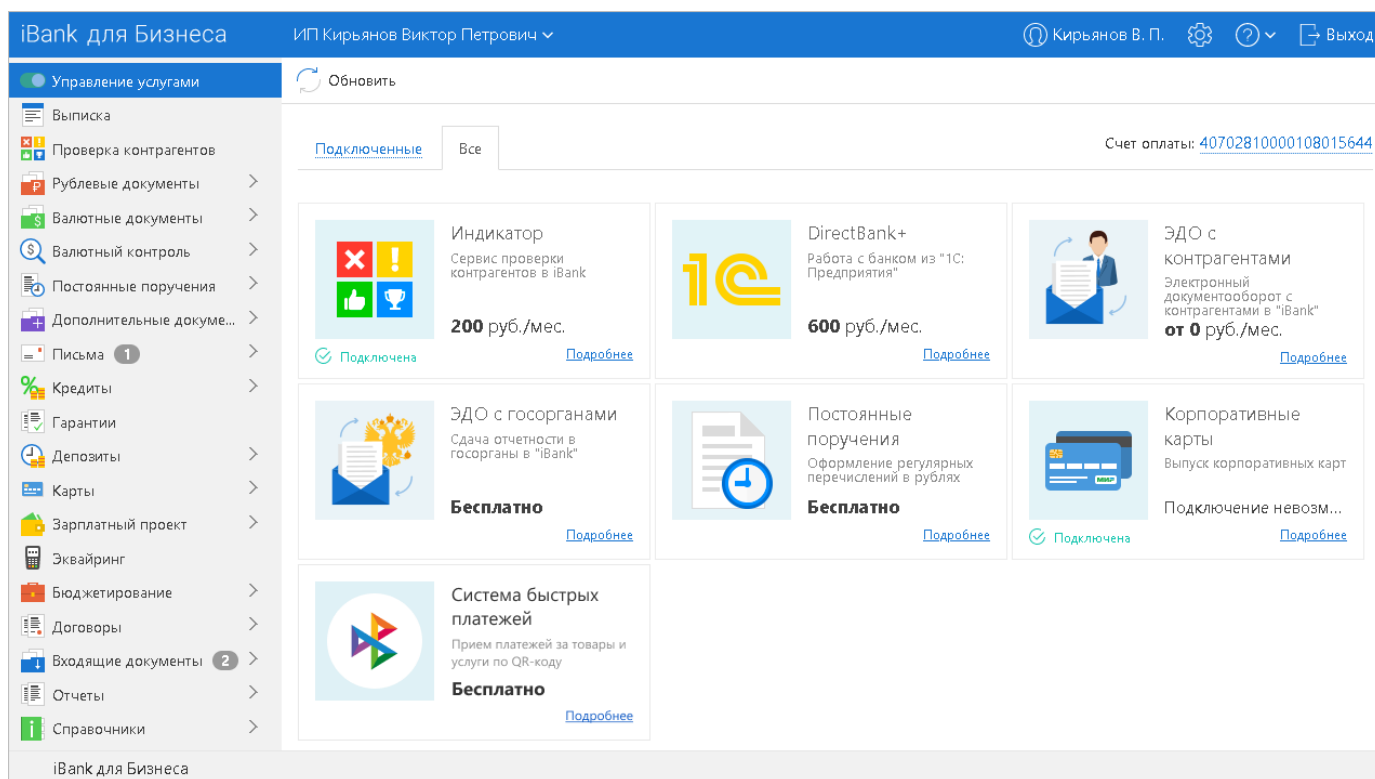 iBank для Бизнеса
ИП Кирьянов Виктор Петрович
Кирьянов В. П.
Выход
Управление услугами
Выписка
Проверка контрагентов
Рублевые документы
Валютные документы
Валютный контроль
Постоянные поручения
Дополнительные докуме...
Письма 1
Кредиты
Гарантии
Депозиты
Карты
Зарплатный проект
Эквайринг
Бюджетирование
Договоры
Входящие документы 2
Отчеты
Справочники
Обновить
Подключенные
Все
Счет оплаты: 40702810000108015644
Индикатор
Сервис проверки
контрагентов в iBank
200 руб./мес.
Подключена
Подробнее
1С
DirectBank+
Работа с банком из "1С:
Предприятия"
600 руб./мес.
Подробнее
ЭДО с
контрагентами
Электронный
документооборот с
контрагентами в "iBank"
от 0 руб./мес.
Подробнее
ЭДО с госорганами
Сдача отчетности в
госорганы в "iBank"
Бесплатно
Подробнее
Постоянные
поручения
Оформление регулярных
перечислений в рублях
Бесплатно
Подробнее
МИР
Корпоративные
карты
Выпуск корпоративных карт
Подключение невозм...
Подключена
Подробнее
Система быстрых
платежей
Прием платежей за товары и
услуги по QR-коду
Бесплатно
Подробнее
iBank для Бизнеса